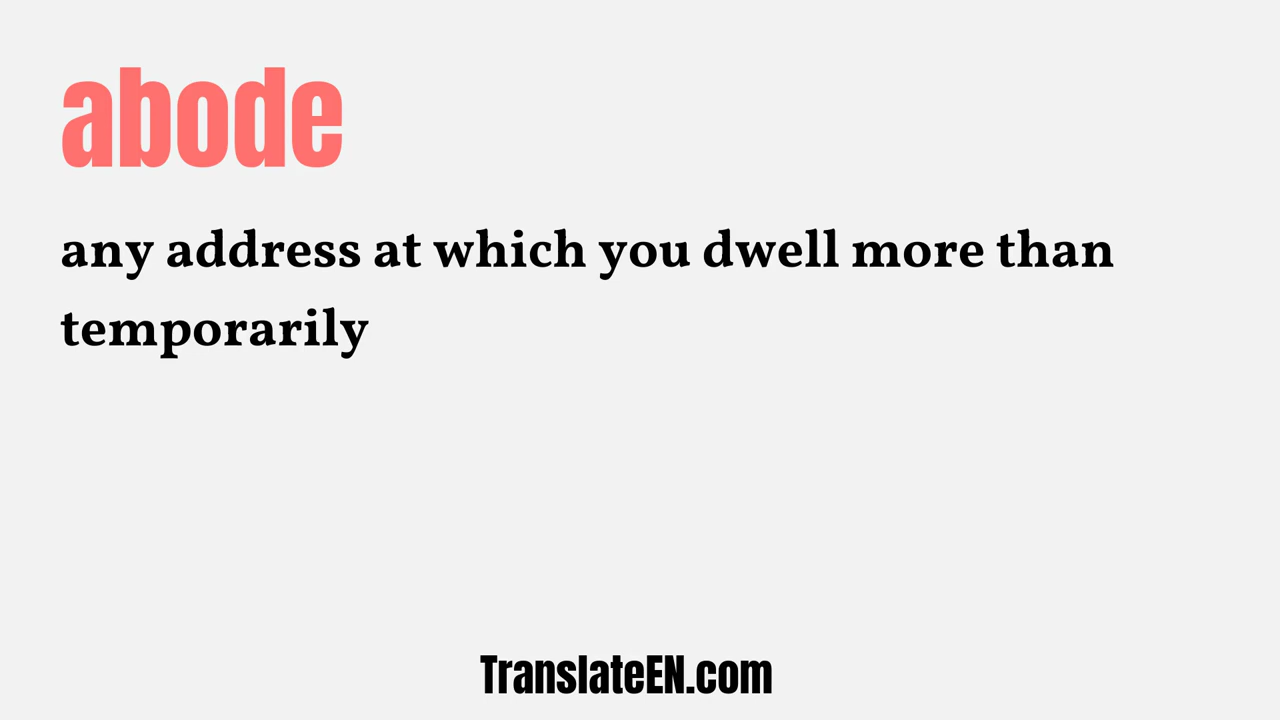 abode
any address at which you dwell more than
temporarily
TranslateEN.com